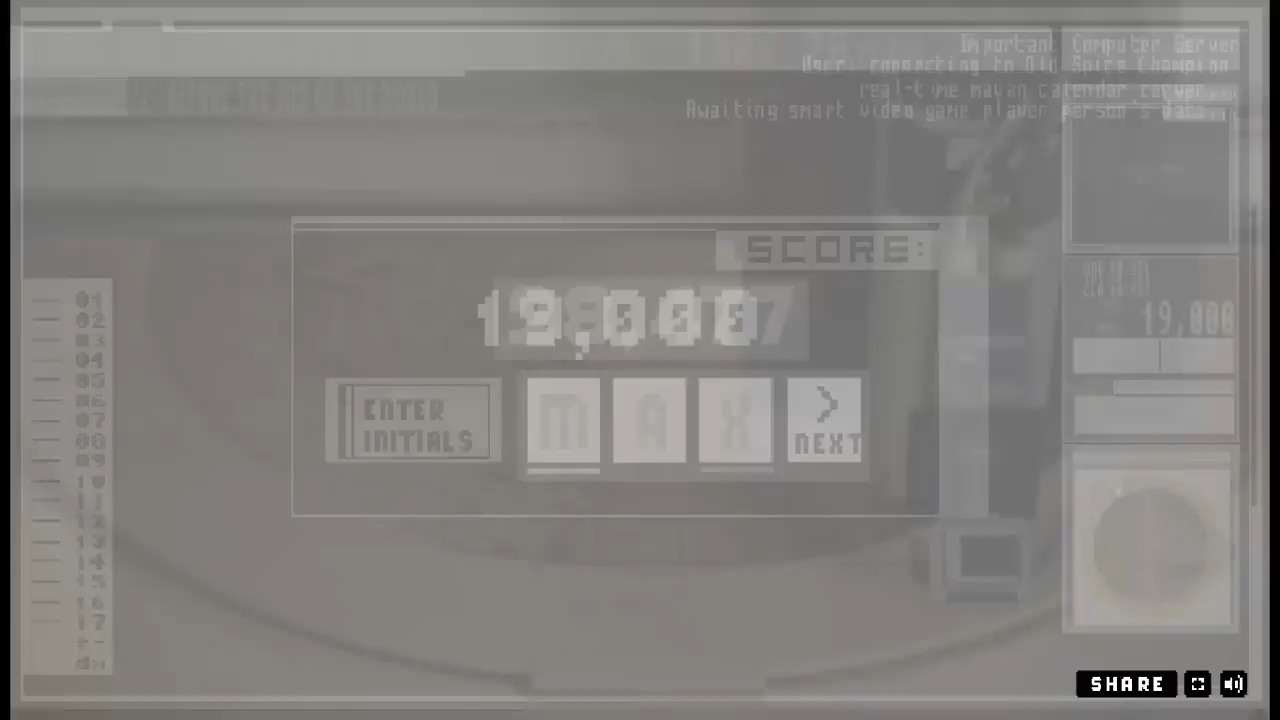 Important Computer Server
User: connecting to Old Spice Champion
real-time mayan calendar server...
Awaiting smart video game player person's data...
SCORE:
19,000
ENTER
INITIALS
M A X
>
NEXT
01
02
03
04
05
06
07
08
09
10
11
12
13
14
15
16
17
+-
19,000
SHARE